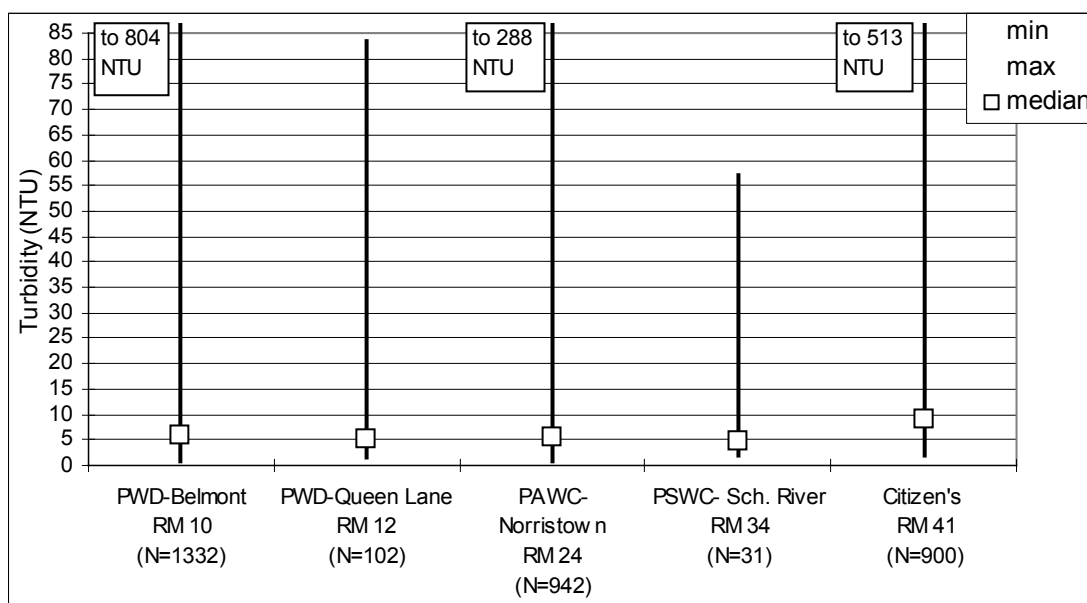 to 804
NTU
to 288
NTU
to 513
NTU
min
max
median
Turbidity (NTU)
85
80
75
70
65
60
55
50
45
40
35
30
25
20
15
10
5
0
PWD-Belmont
RM 10
(N=1332)
PWD-Queen Lane
RM 12
(N=102)
PAWC-
Norristown
RM 24
(N=942)
PSWC- Sch. River
RM 34
(N=31)
Citizen's
RM 41
(N=900)